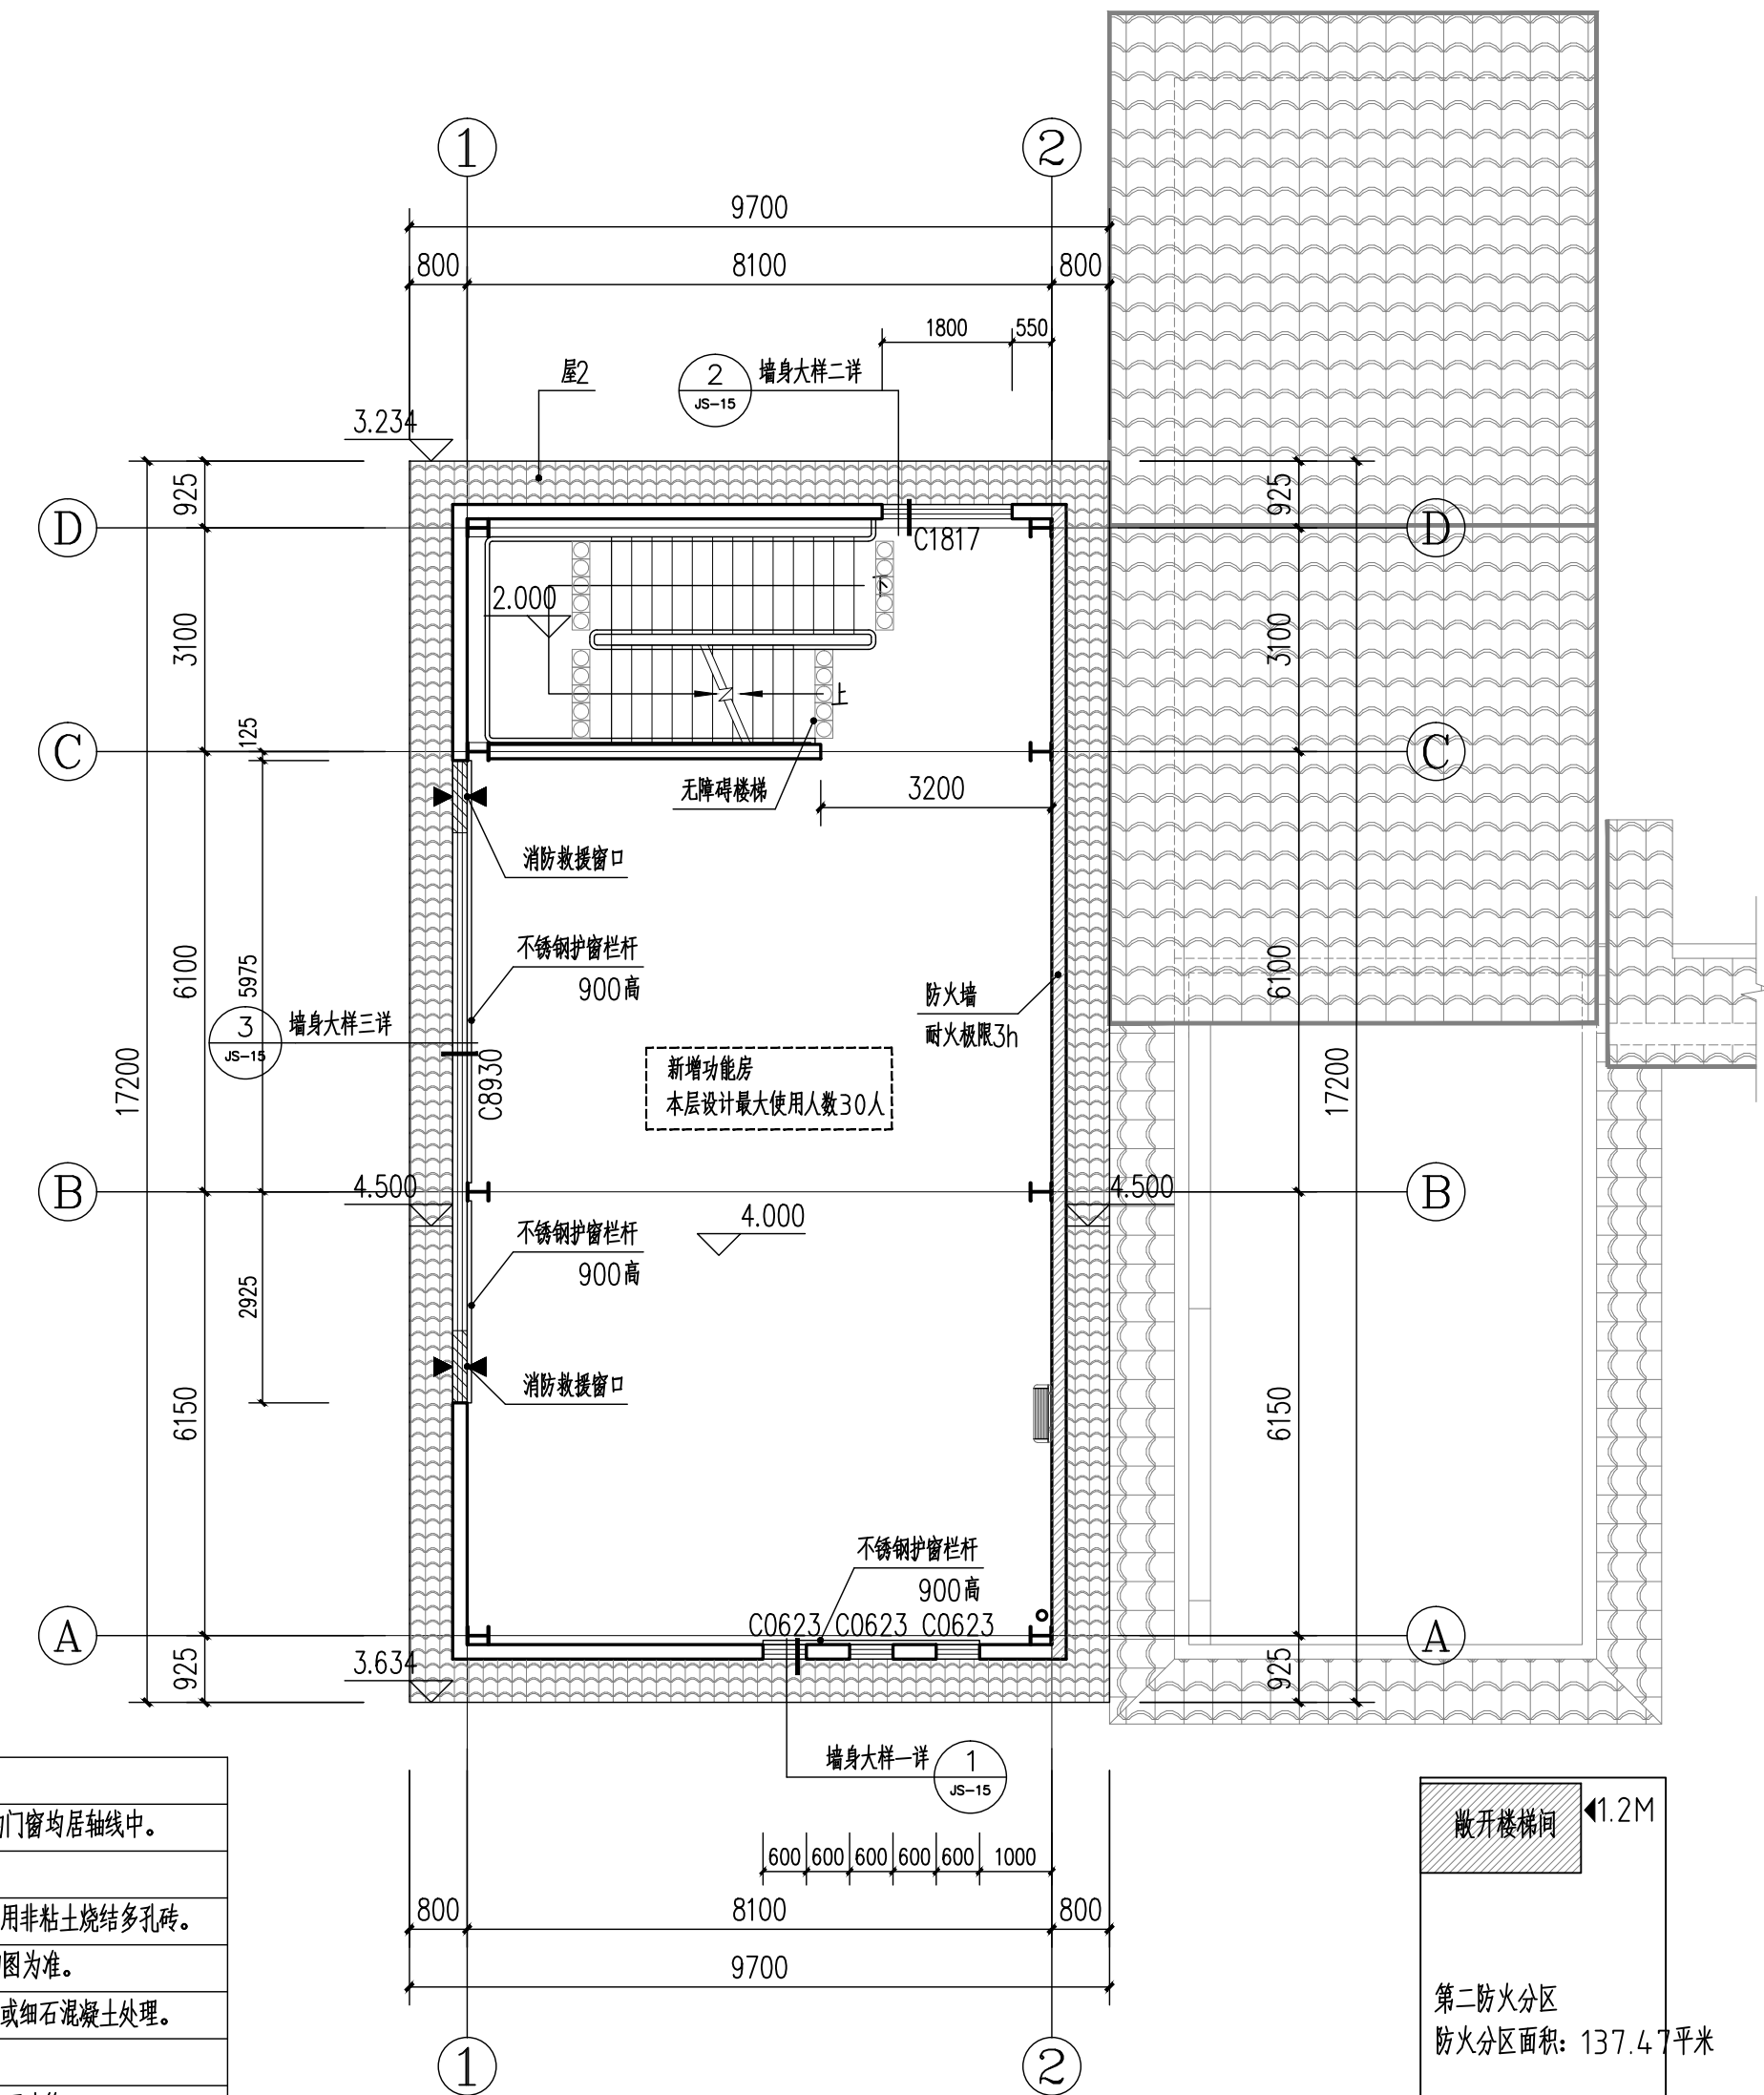 1
2
9700
800
8100
800
1800
550
屋2
2
JS-15
墙身大样二详
3.234
925
925
D
D
C1817
下
2.000
3100
3100
上
125
C
C
无障碍楼梯
3200
消防救援窗口
不锈钢护窗栏杆
900高
6100
5975
6100
防火墙
耐火极限3h
3
JS-15
墙身大样三详
C8930
17200
17200
新增功能房
本层设计最大使用人数30人
B
B
4.500
4.500
4.000
不锈钢护窗栏杆
900高
2925
消防救援窗口
6150
6150
不锈钢护窗栏杆
900高
C0623 C0623 C0623
A
A
3.634
925
925
墙身大样一详
1
JS-15
600
600
600
600
600
1000
800
8100
800
9700
1
2
门窗均居轴线中。
用非粘土烧结多孔砖。
图为准。
或细石混凝土处理。
敞开楼梯间
1.2M
第二防火分区
防火分区面积：137.47平米